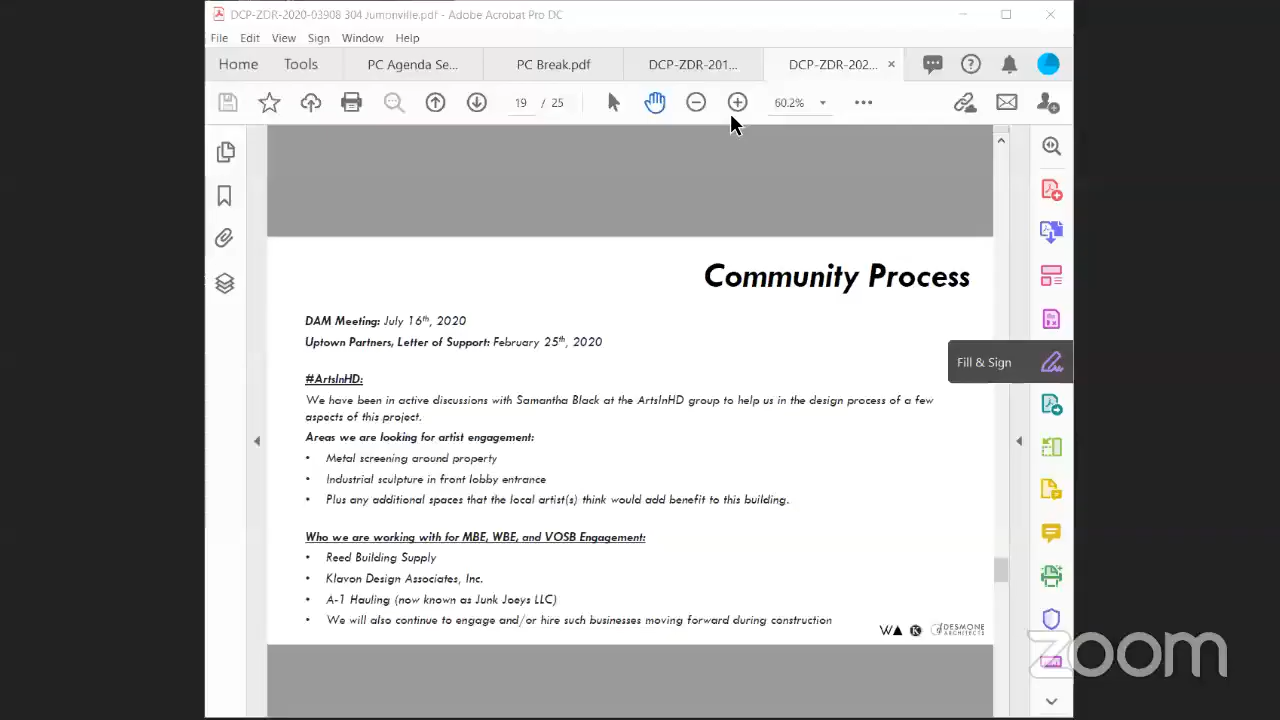 DCP-ZDR-2020-03908 304 Jumonville.pdf - Adobe Acrobat Pro DC
File Edit View Sign Window Help
Home Tools PC Agenda Se... PC Break.pdf DCP-ZDR-201... DCP-ZDR-202... ×
19 / 25 60.2%
Community Process
DAM Meeting: July 16th, 2020
Uptown Partners, Letter of Support: February 25th, 2020
#ArtsInHD:
Fill & Sign
We have been in active discussions with Samantha Black at the ArtsInHD group to help us in the design process of a few
aspects of this project.
Areas we are looking for artist engagement:
• Metal screening around property
• Industrial sculpture in front lobby entrance
• Plus any additional spaces that the local artist(s) think would add benefit to this building.
Who we are working with for MBE, WBE, and VOSB Engagement:
• Reed Building Supply
• Klavon Design Associates, Inc.
• A-1 Hauling (now known as Junk Joeys LLC)
• We will also continue to engage and/or hire such businesses moving forward during construction
DESMONE
ARCHITECTS
zoom